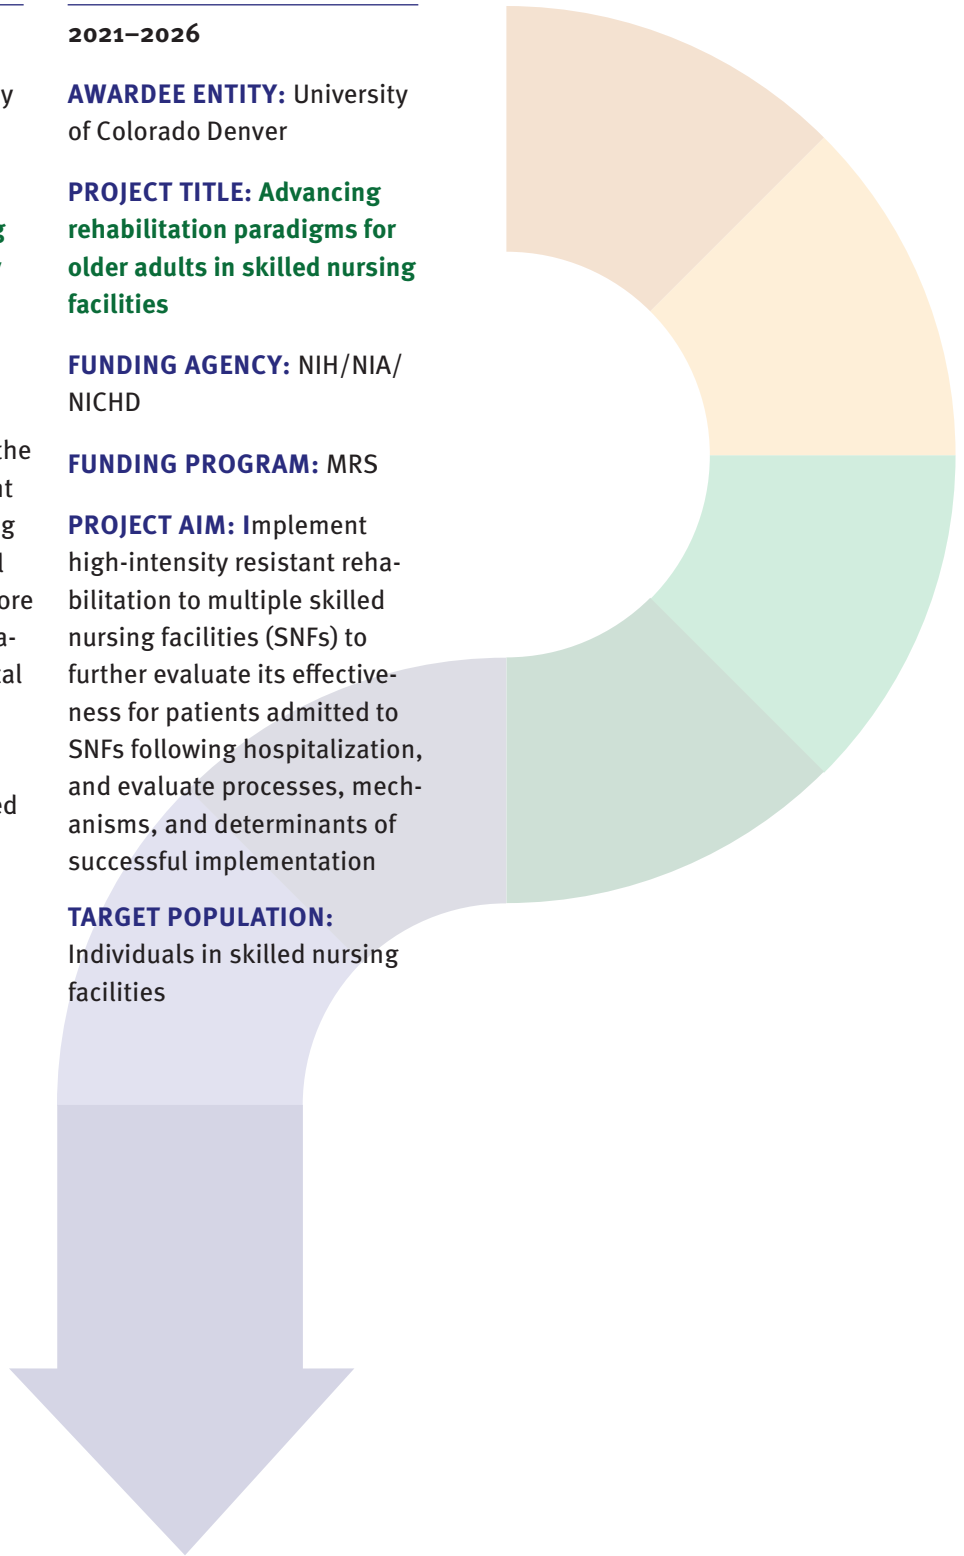 2021–2026
AWARDEE ENTITY: University
of Colorado Denver
PROJECT TITLE: Advancing
rehabilitation paradigms for
older adults in skilled nursing
facilities
FUNDING AGENCY: NIH/NIA/
NICHD
FUNDING PROGRAM: MRS
PROJECT AIM: Implement
high-intensity resistant reha-
bilitation to multiple skilled
nursing facilities (SNFs) to
further evaluate its effective-
ness for patients admitted to
SNFs following hospitalization,
and evaluate processes, mech-
anisms, and determinants of
successful implementation
TARGET POPULATION:
Individuals in skilled nursing
facilities